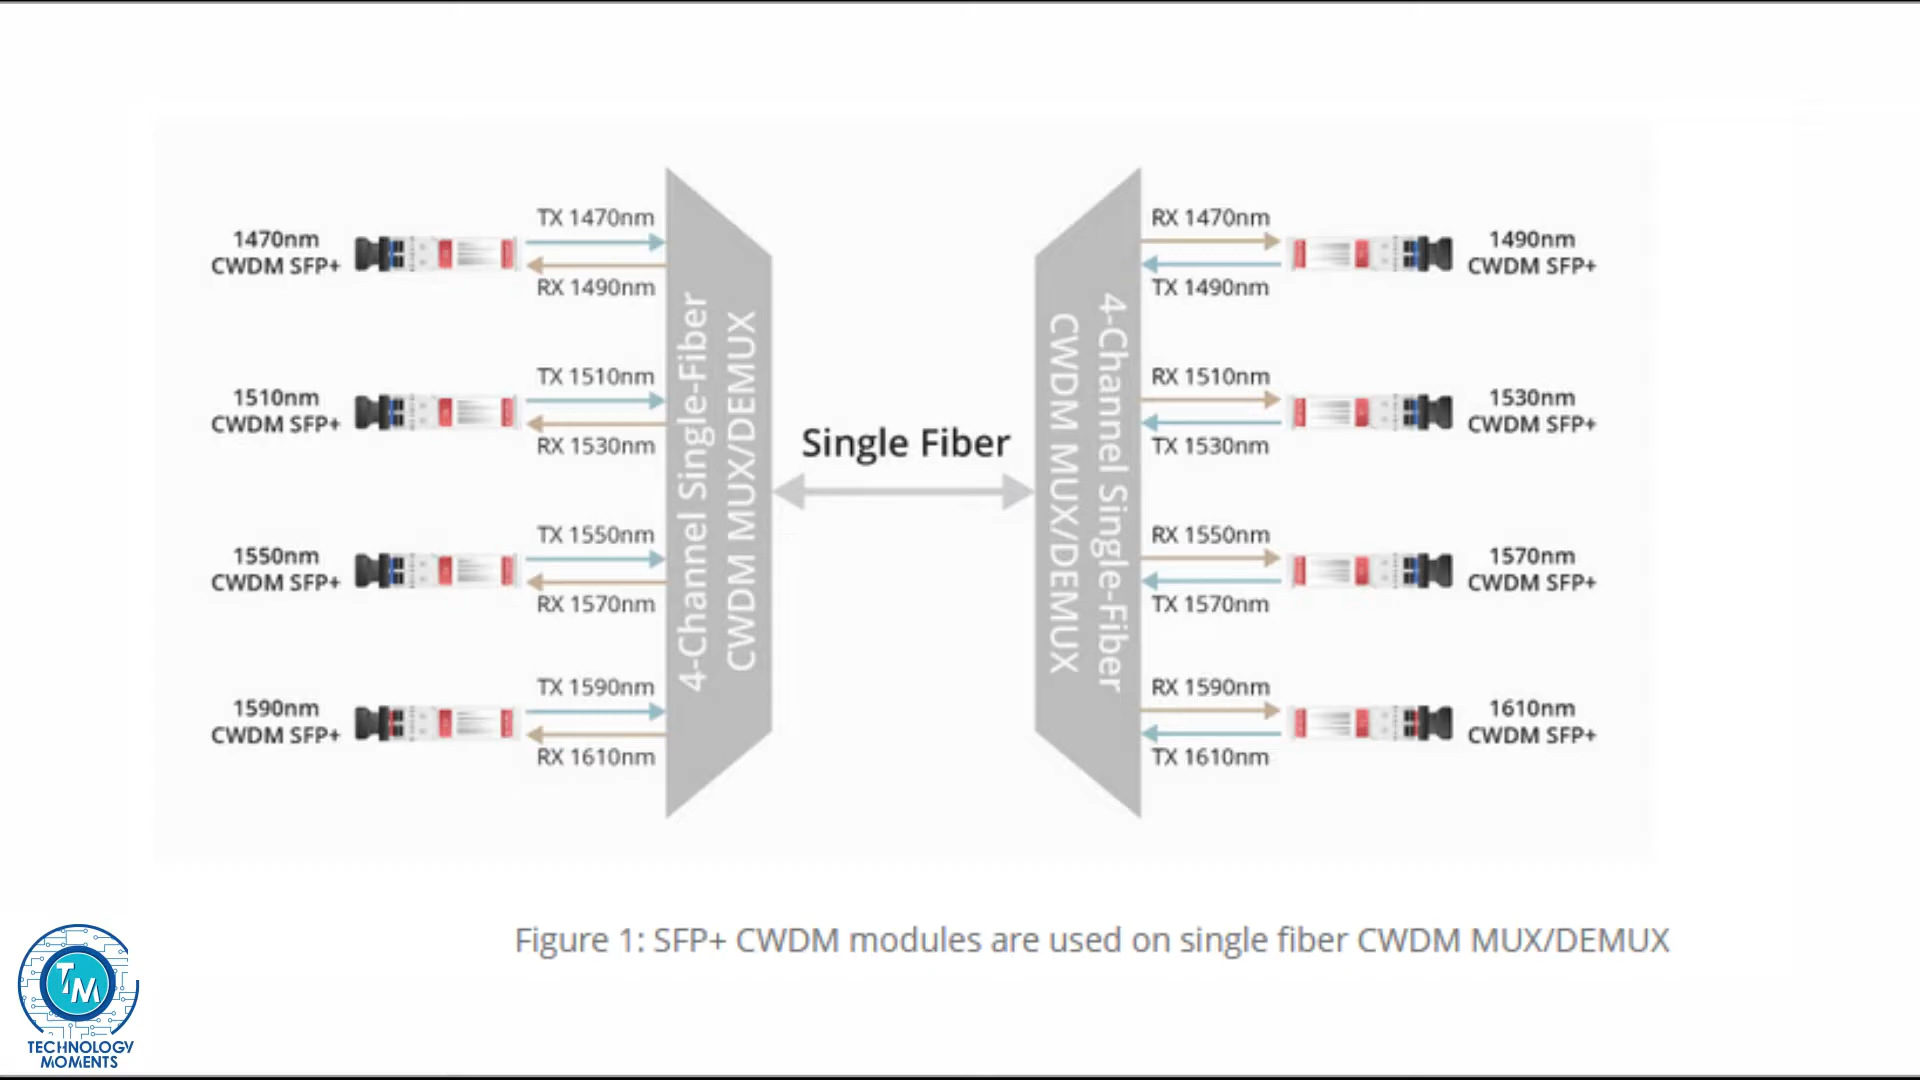 TX 1470nm
1470nm
CWDM SFP+
RX 1490nm
TX 1510nm
1510nm
CWDM SFP+
RX 1530nm
TX 1550nm
1550nm
CWDM SFP+
RX 1570nm
TX 1590nm
1590nm
CWDM SFP+
RX 1610nm
4-Channel Single-Fiber
CWDM MUX/DEMUX
Single Fiber
4-Channel Single-Fiber
CWDM MUX/DEMUX
RX 1470nm
1490nm
CWDM SFP+
TX 1490nm
RX 1510nm
1530nm
CWDM SFP+
TX 1530nm
RX 1550nm
1570nm
CWDM SFP+
TX 1570nm
RX 1590nm
1610nm
CWDM SFP+
TX 1610nm
Figure 1: SFP+ CWDM modules are used on single fiber CWDM MUX/DEMUX
TM
TECHNOLOGY
MOMENTS